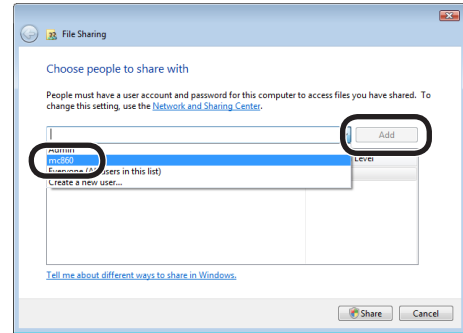 File Sharing
Choose people to share with
People must have a user account and password for this computer to access files you have shared. To
change this setting, use the Network and Sharing Center.
Add
Admin
Level
mc860
Everyone (All users in this list)
Create a new user...
Tell me about different ways to share in Windows.
Share
Cancel